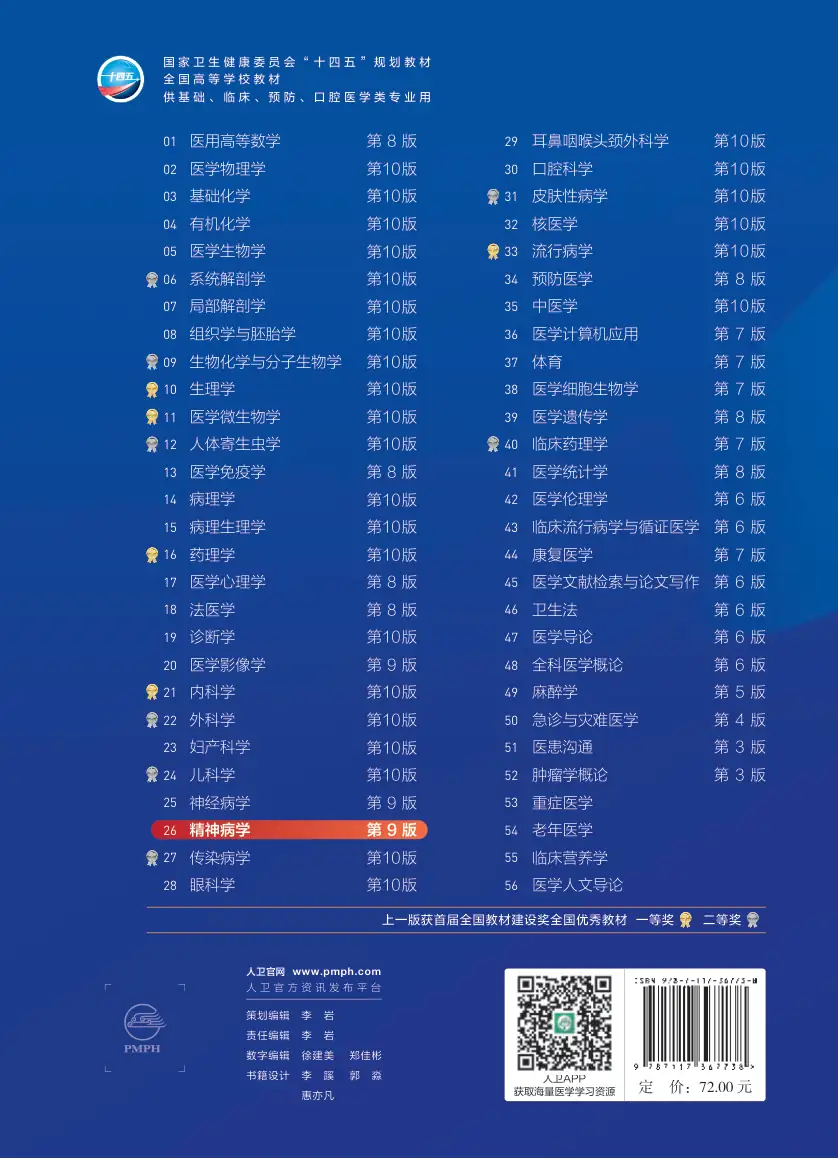 十四五
国家卫生健康委员会“十四五”规划教材
全国高等学校教材
供基础、临床、预防、口腔医学类专业用
01 医用高等数学 第 8 版
02 医学物理学 第10版
03 基础化学 第10版
04 有机化学 第10版
05 医学生物学 第10版
06 系统解剖学 第10版
07 局部解剖学 第10版
08 组织学与胚胎学 第10版
09 生物化学与分子生物学 第10版
10 生理学 第10版
11 医学微生物学 第10版
12 人体寄生虫学 第10版
13 医学免疫学 第 8 版
14 病理学 第10版
15 病理生理学 第10版
16 药理学 第10版
17 医学心理学 第 8 版
18 法医学 第 8 版
19 诊断学 第10版
20 医学影像学 第 9 版
21 内科学 第10版
22 外科学 第10版
23 妇产科学 第10版
24 儿科学 第10版
25 神经病学 第 9 版
26 精神病学 第 9 版
27 传染病学 第10版
28 眼科学 第10版
29 耳鼻咽喉头颈外科学 第10版
30 口腔科学 第10版
31 皮肤性病学 第10版
32 核医学 第10版
33 流行病学 第10版
34 预防医学 第 8 版
35 中医学 第10版
36 医学计算机应用 第 7 版
37 体育 第 7 版
38 医学细胞生物学 第 7 版
39 医学遗传学 第 8 版
40 临床药理学 第 7 版
41 医学统计学 第 8 版
42 医学伦理学 第 6 版
43 临床流行病学与循证医学 第 6 版
44 康复医学 第 7 版
45 医学文献检索与论文写作 第 6 版
46 卫生法 第 6 版
47 医学导论 第 6 版
48 全科医学概论 第 6 版
49 麻醉学 第 5 版
50 急诊与灾难医学 第 4 版
51 医患沟通 第 3 版
52 肿瘤学概论 第 3 版
53 重症医学
54 老年医学
55 临床营养学
56 医学人文导论
上一版获首届全国教材建设奖全国优秀教材 一等奖 二等奖
PMPH
人卫官网 www.pmph.com
人卫官方资讯发布平台
策划编辑 李 岩
责任编辑 李 岩
数字编辑 徐建美 郑佳彬
书籍设计 李 蹊 郭 淼
惠亦凡
人卫APP
获取海量医学学习资源
ISBN 978-7-117-36773-8
9 787117 367738 >
定 价：72.00 元